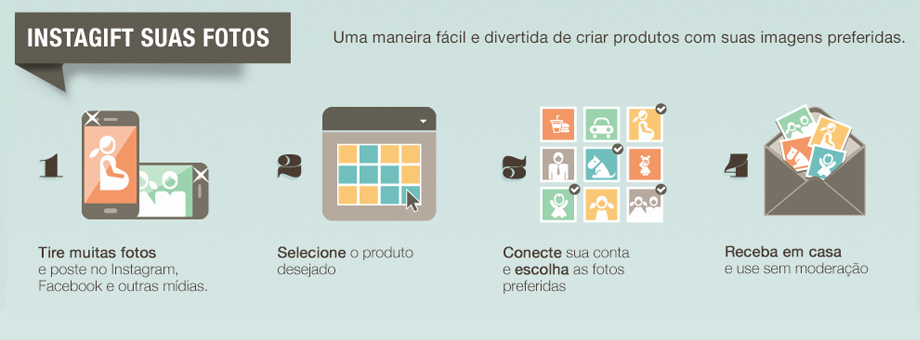 INSTAGIFT SUAS FOTOS
Uma maneira fácil e divertida de criar produtos com suas imagens preferidas.
1
Tire muitas fotos
e poste no Instagram,
Facebook e outras mídias.
2
Selecione o produto
desejado
3
Conecte sua conta
e escolha as fotos
preferidas
4
Receba em casa
e use sem moderação